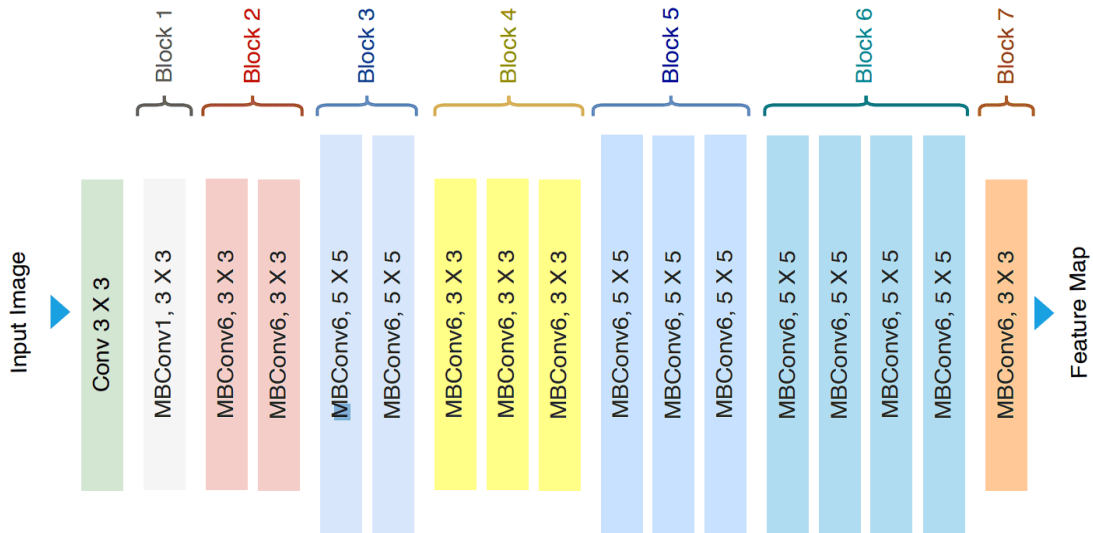 Block 1
Block 2
Block 3
Block 4
Block 5
Block 6
Block 7
Input Image
Conv 3 X 3
MBConv1, 3 X 3
MBConv6, 3 X 3
MBConv6, 3 X 3
MBConv6, 5 X 5
MBConv6, 5 X 5
MBConv6, 3 X 3
MBConv6, 3 X 3
MBConv6, 3 X 3
MBConv6, 5 X 5
MBConv6, 5 X 5
MBConv6, 5 X 5
MBConv6, 5 X 5
MBConv6, 5 X 5
MBConv6, 5 X 5
MBConv6, 5 X 5
MBConv6, 3 X 3
Feature Map